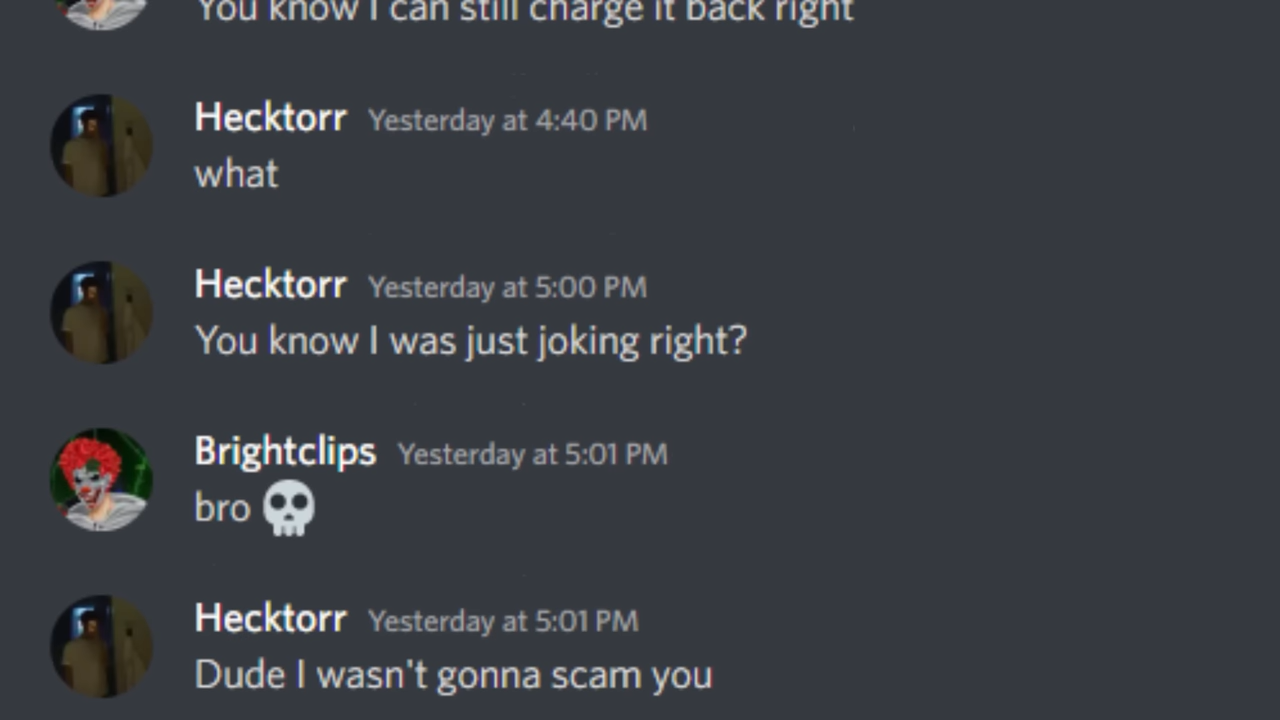 You know I can still charge it back right
Hecktorr Yesterday at 4:40 PM
what
Hecktorr Yesterday at 5:00 PM
You know I was just joking right?
Brightclips Yesterday at 5:01 PM
bro 💀
Hecktorr Yesterday at 5:01 PM
Dude I wasn't gonna scam you